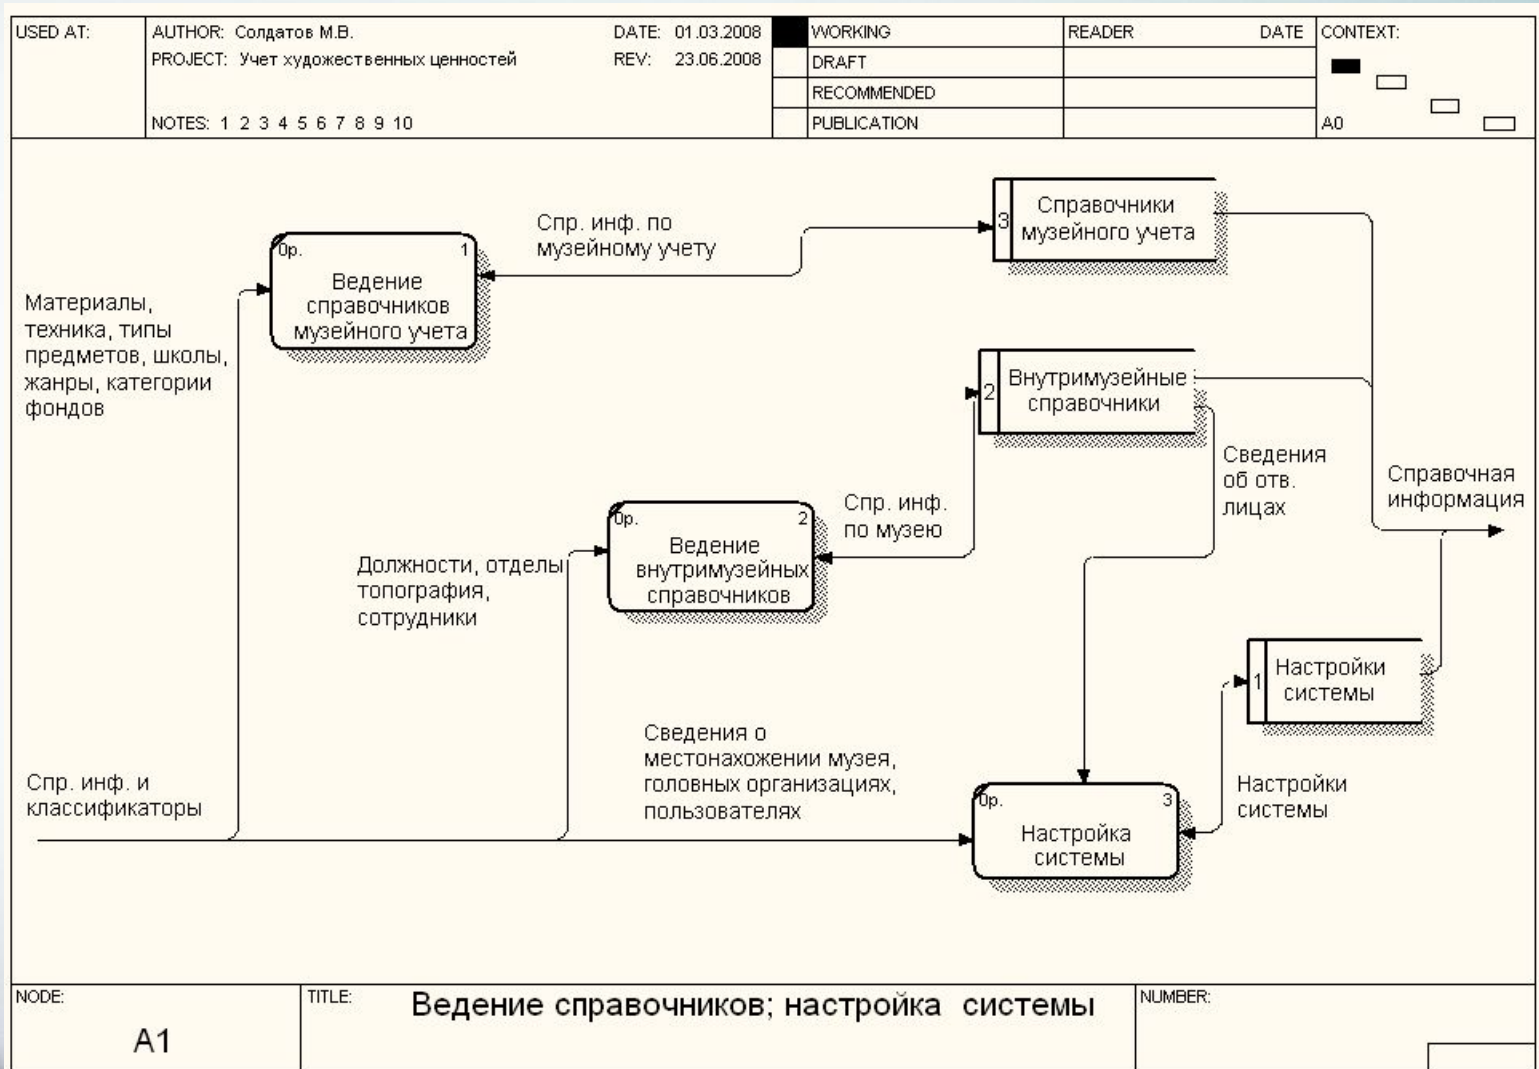 USED AT:
AUTHOR: Солдатов М.В.
DATE: 01.03.2008
PROJECT: Учет художественных ценностей
REV: 23.06.2008
NOTES: 1 2 3 4 5 6 7 8 9 10
WORKING
DRAFT
RECOMMENDED
PUBLICATION
READER
DATE
CONTEXT:
A0
Справочники
3
музейного учета
Спр. инф. по
музейному учету
0р.
1
Ведение
справочников
музейного учета
Материалы,
техника, типы
предметов, школы,
жанры, категории
фондов
2
Внутримузейные
справочники
Сведения
об отв.
лицах
Справочная
информация
Спр. инф.
по музею
0р.
2
Ведение
внутримузейных
справочников
Должности, отделы
топография,
сотрудники
1
Настройки
системы
Сведения о
местонахожении музея,
головных организациях,
пользователях
Спр. инф. и
классификаторы
0р.
3
Настройка
системы
Настройки
системы
NODE:
A1
TITLE:
Ведение справочников; настройка системы
NUMBER: